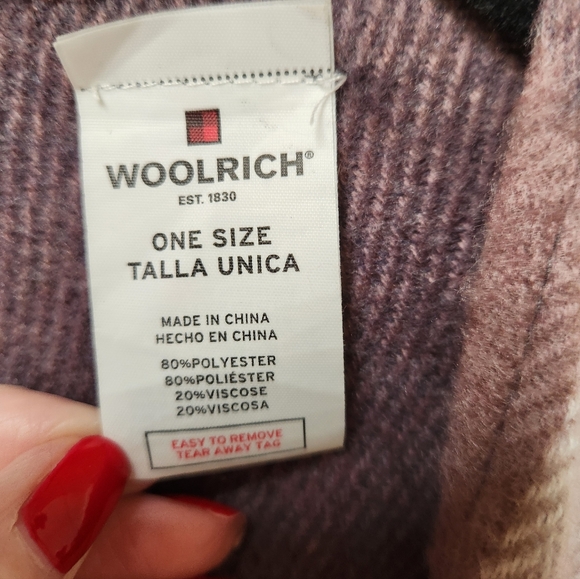 WOOLRICH®
EST. 1830
ONE SIZE
TALLA UNICA
MADE IN CHINA
HECHO EN CHINA
80%POLYESTER
80%POLIÉSTER
20%VISCOSE
20%VISCOSA
EASY TO REMOVE
TEAR AWAY TAG